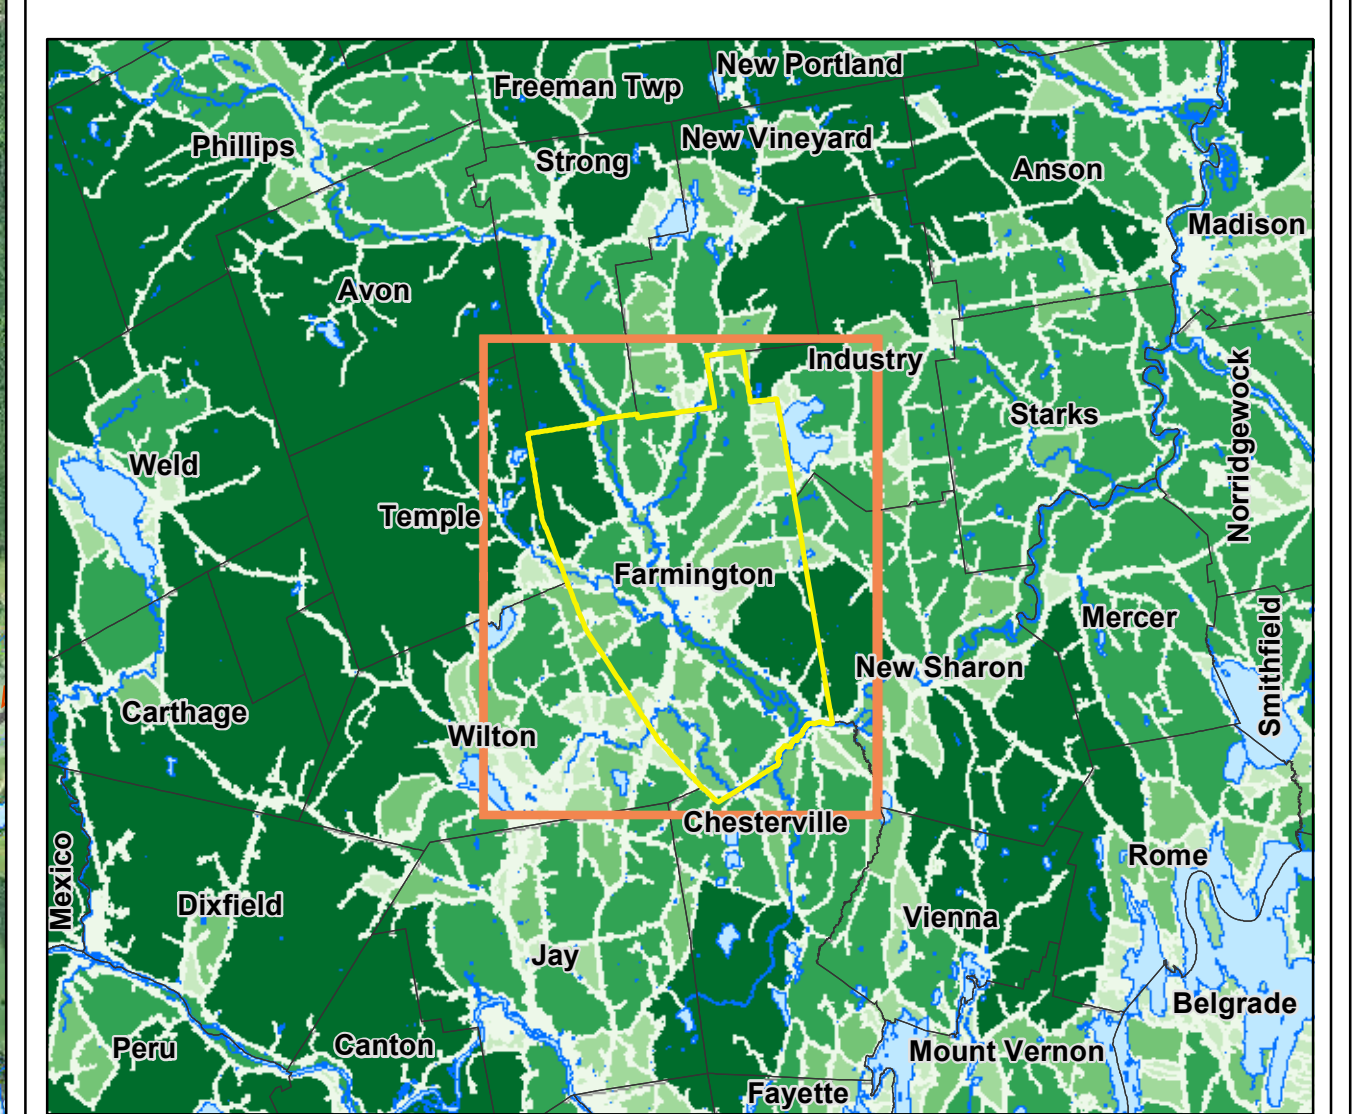 New Portland
Freeman Twp
New Vineyard
Phillips
Strong
Anson
Madison
Avon
Industry
Norridgewock
Starks
Weld
Temple
Farmington
Mercer
Smithfield
New Sharon
Carthage
Wilton
Chesterville
Mexico
Rome
Dixfield
Vienna
Jay
Belgrade
Peru
Canton
Mount Vernon
Fayette